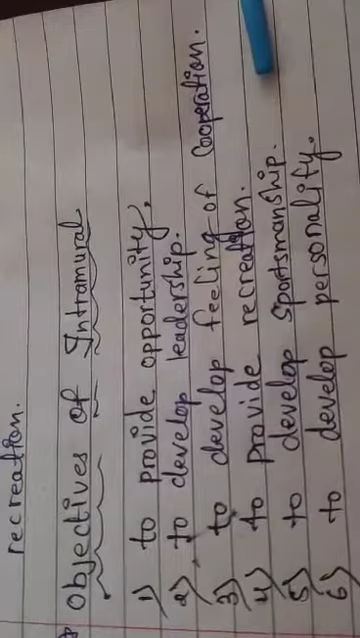 recreation.
Objectives of Intramural
1) to provide opportunity.
2) to develop leadership.
3) to develop feeling of Cooperation.
4) to provide recreation.
5) to develop Sportsmanship.
6) to develop personality.